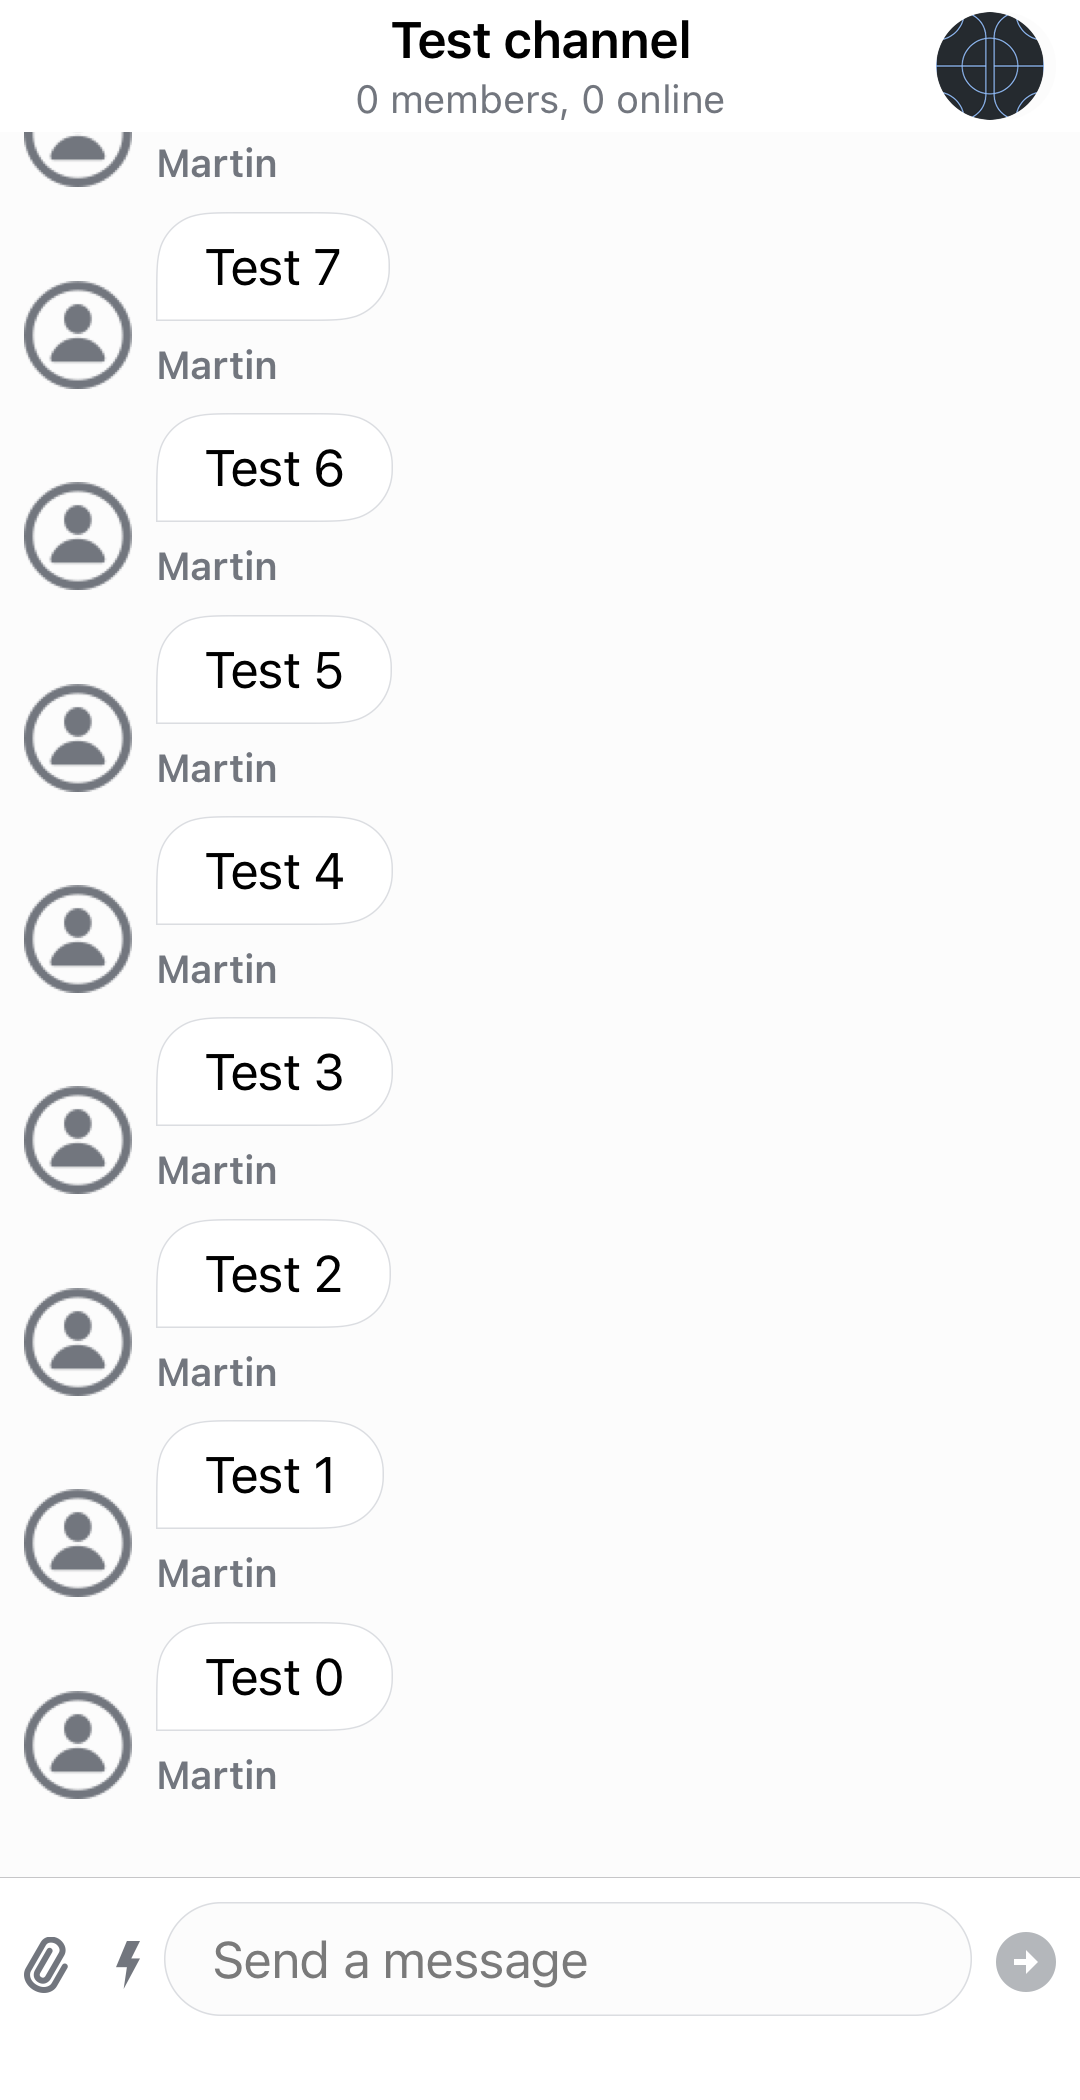 Test channel
0 members, 0 online
Martin
Test 7
Martin
Test 6
Martin
Test 5
Martin
Test 4
Martin
Test 3
Martin
Test 2
Martin
Test 1
Martin
Test 0
Martin
Send a message